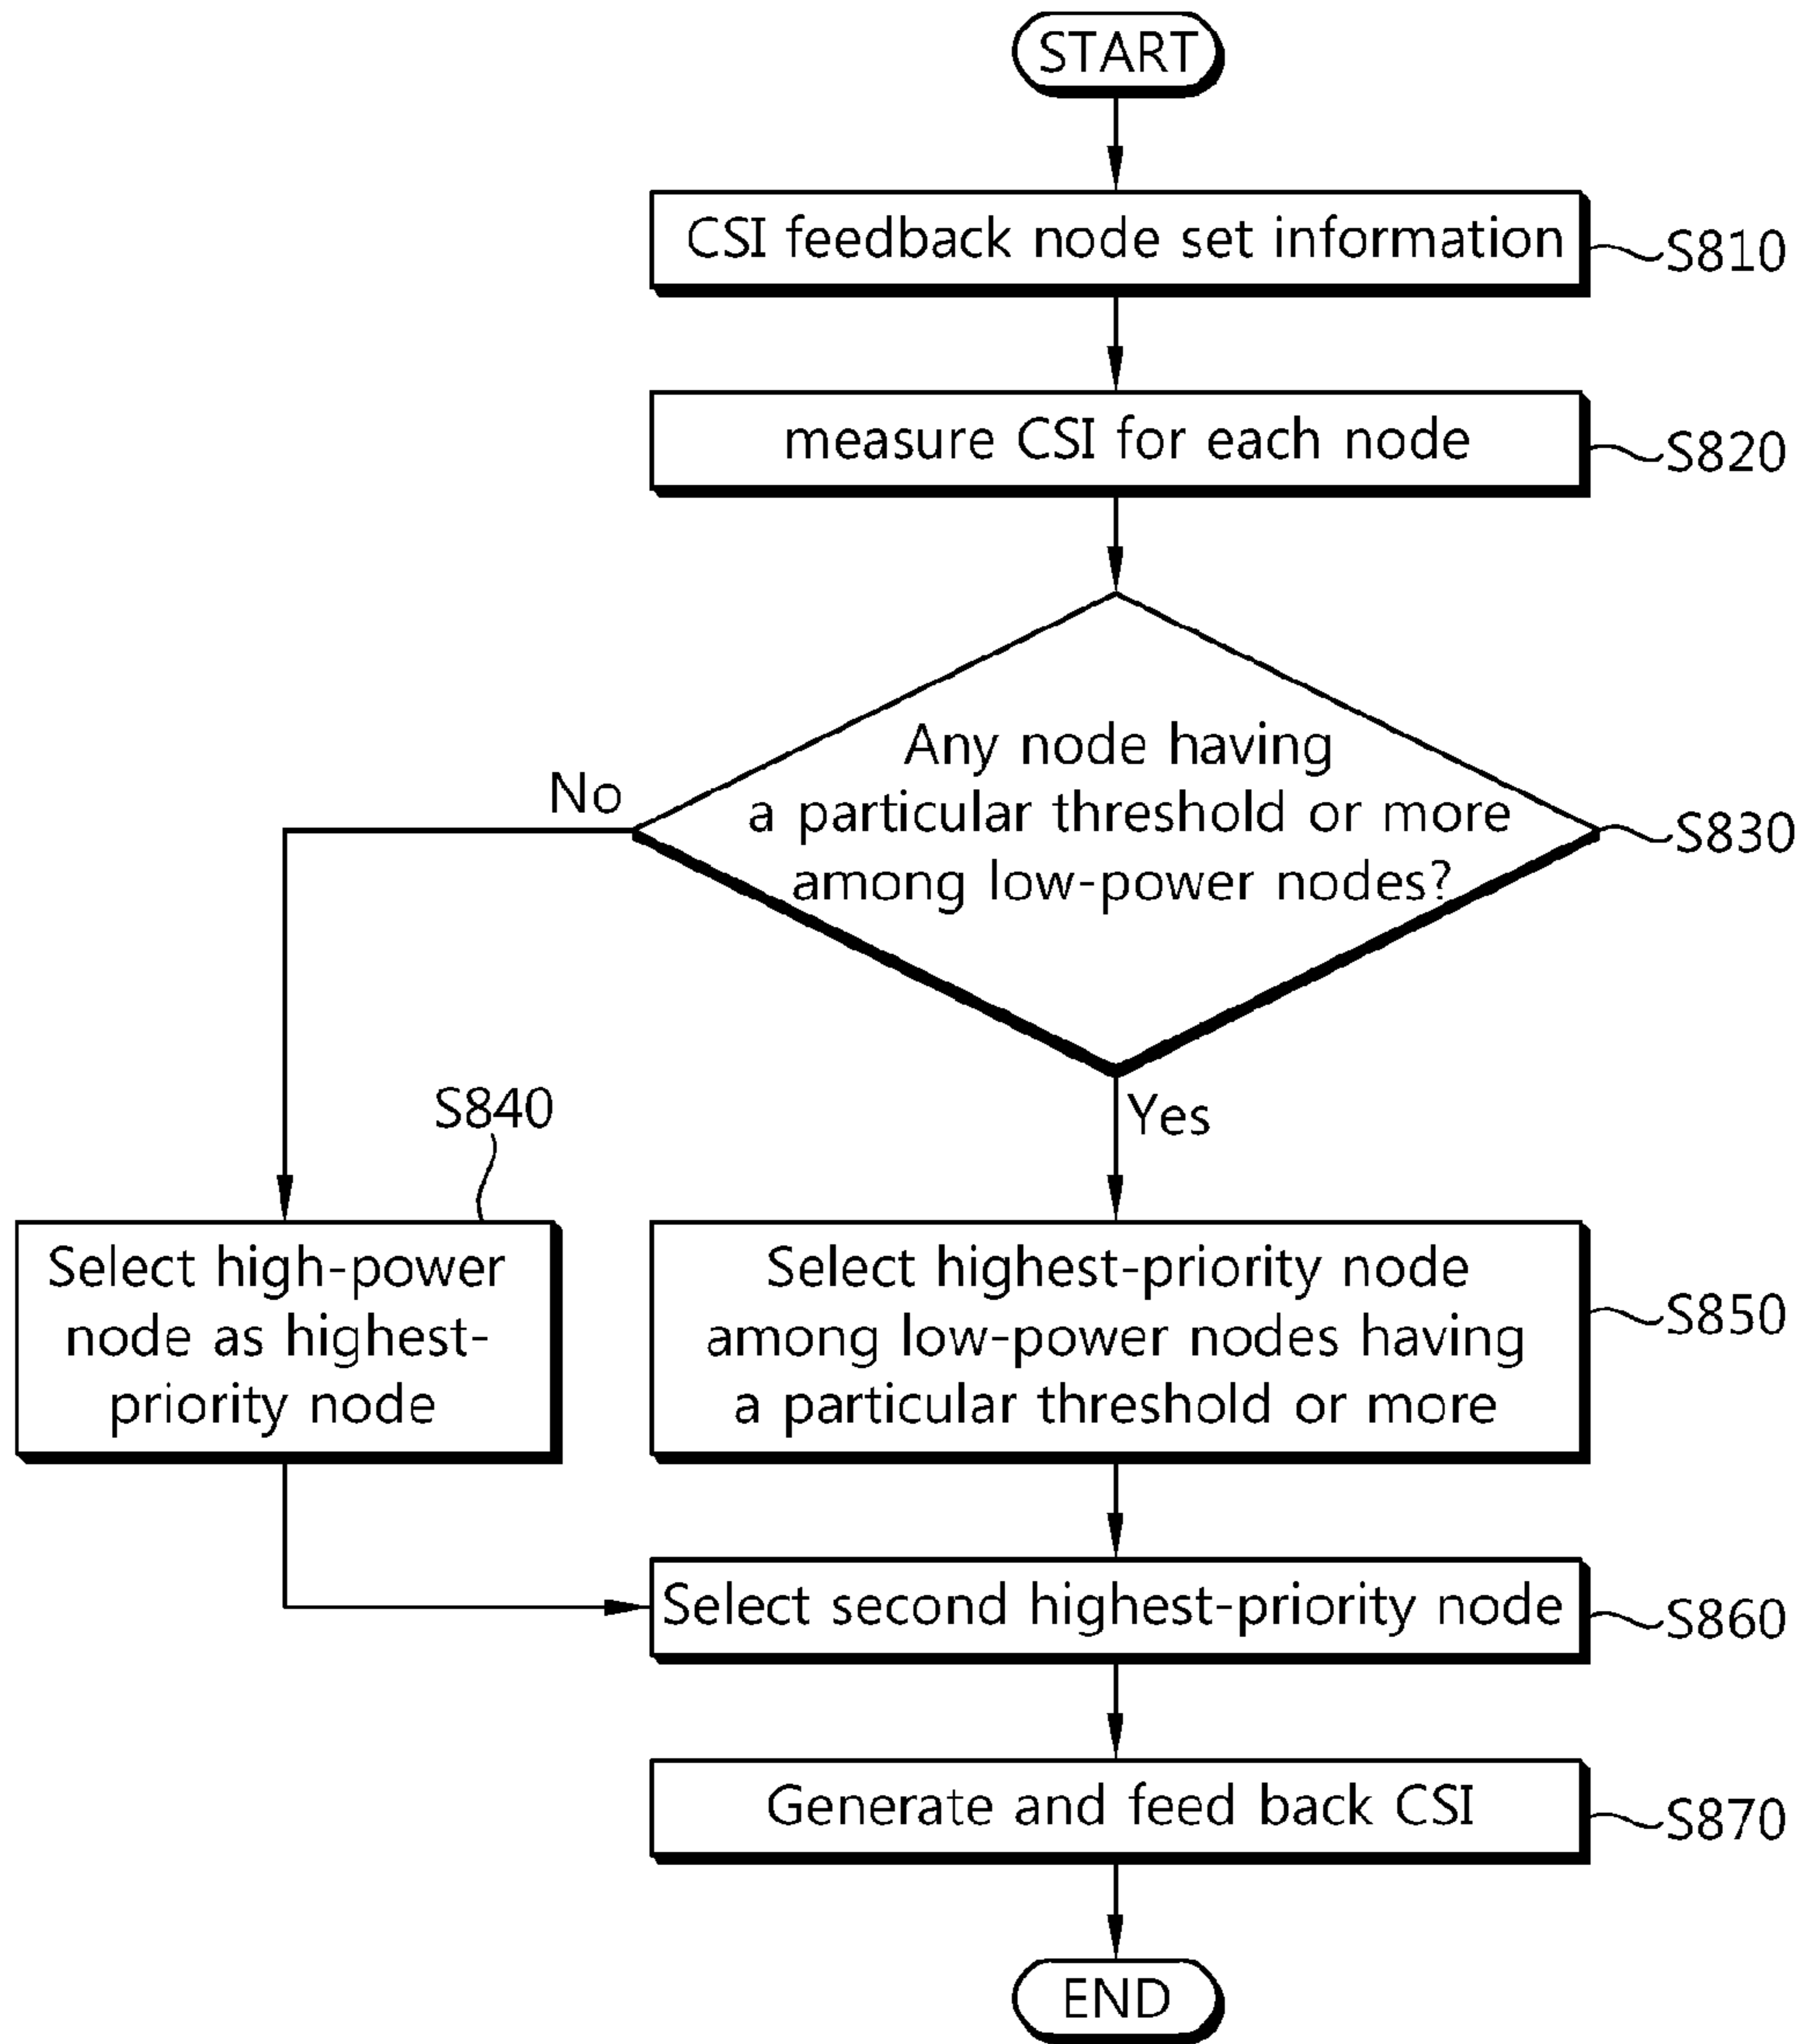 START
CSI feedback node set information
S810
measure CSI for each node
S820
Any node having
a particular threshold or more
among low-power nodes?
S830
No
Yes
S840
Select high-power
node as highest-
priority node
Select highest-priority node
among low-power nodes having
a particular threshold or more
S850
Select second highest-priority node
S860
Generate and feed back CSI
S870
END